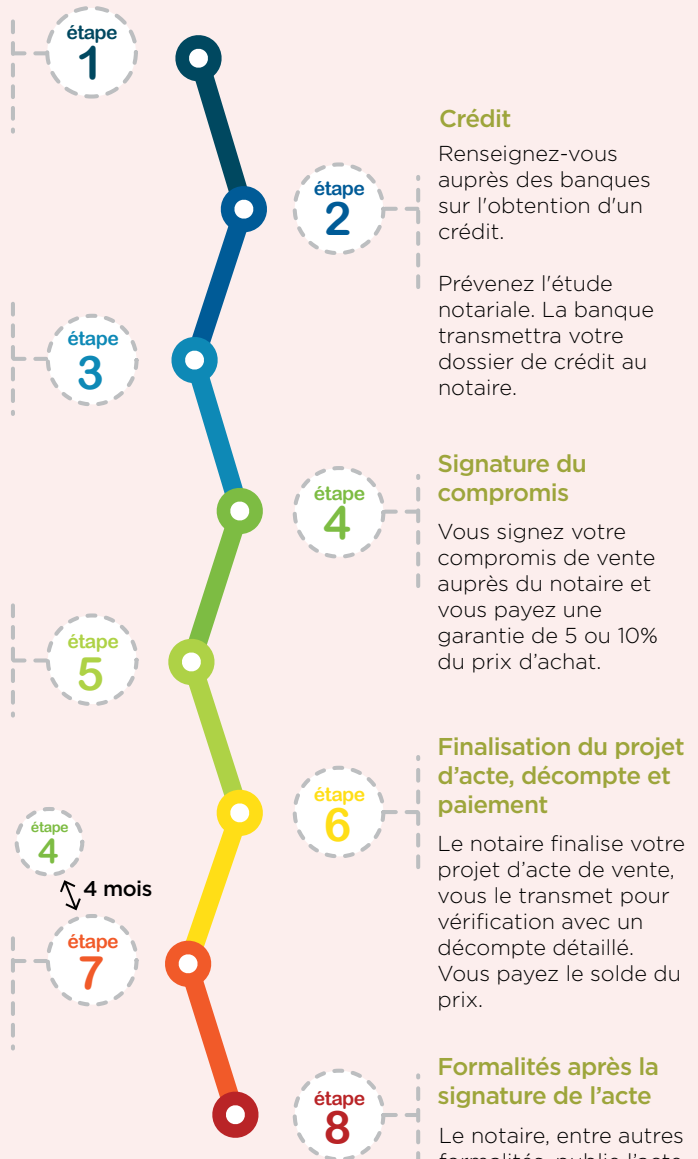 étape
1
Crédit
Renseignez-vous
auprès des banques
sur l'obtention d'un
crédit.
étape
2
Prévenez l'étude
notariale. La banque
transmettra votre
dossier de crédit au
notaire.
étape
3
Signature du
compromis
étape
4
Vous signez votre
compromis de vente
auprès du notaire et
vous payez une
garantie de 5 ou 10%
du prix d’achat.
étape
5
Finalisation du projet
d’acte, décompte et
paiement
étape
6
Le notaire finalise votre
projet d’acte de vente,
vous le transmet pour
vérification avec un
décompte détaillé.
Vous payez le solde du
prix.
étape
4
4 mois
étape
7
Formalités après la
signature de l’acte
étape
8
Le notaire, entre autres
formalités, publie l’acte